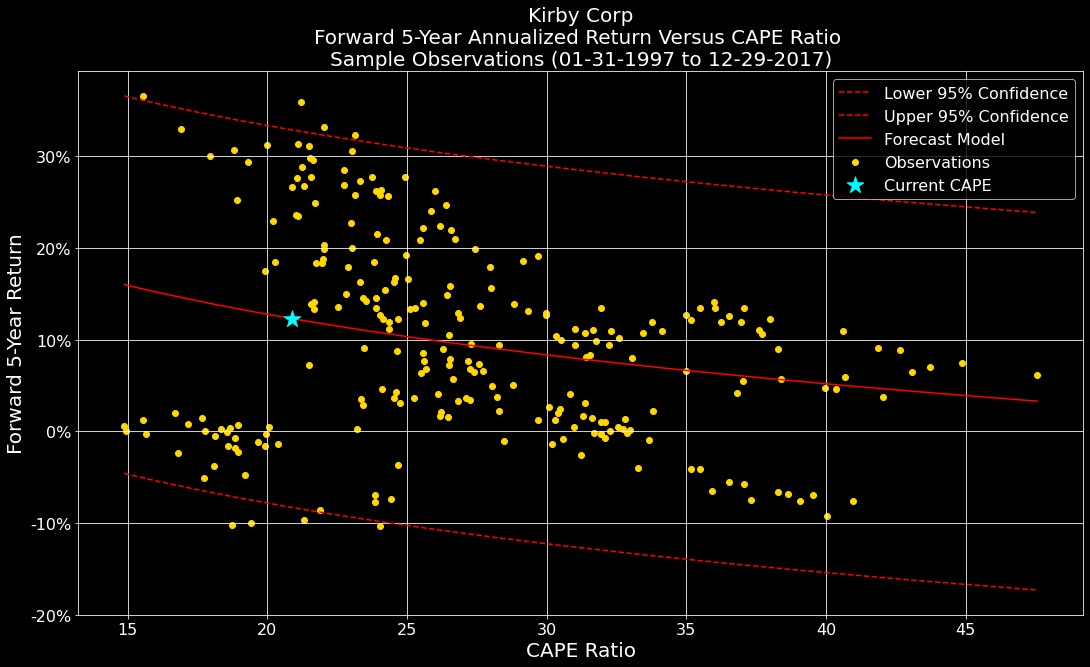 Kirby Corp
Forward 5-Year Annualized Return Versus CAPE Ratio
Sample Observations (01-31-1997 to 12-29-2017)
Lower 95% Confidence
Upper 95% Confidence
Forecast Model
Observations
Current CAPE
Forward 5-Year Return
30%
20%
10%
0%
-10%
-20%
15 20 25 30 35 40 45
CAPE Ratio